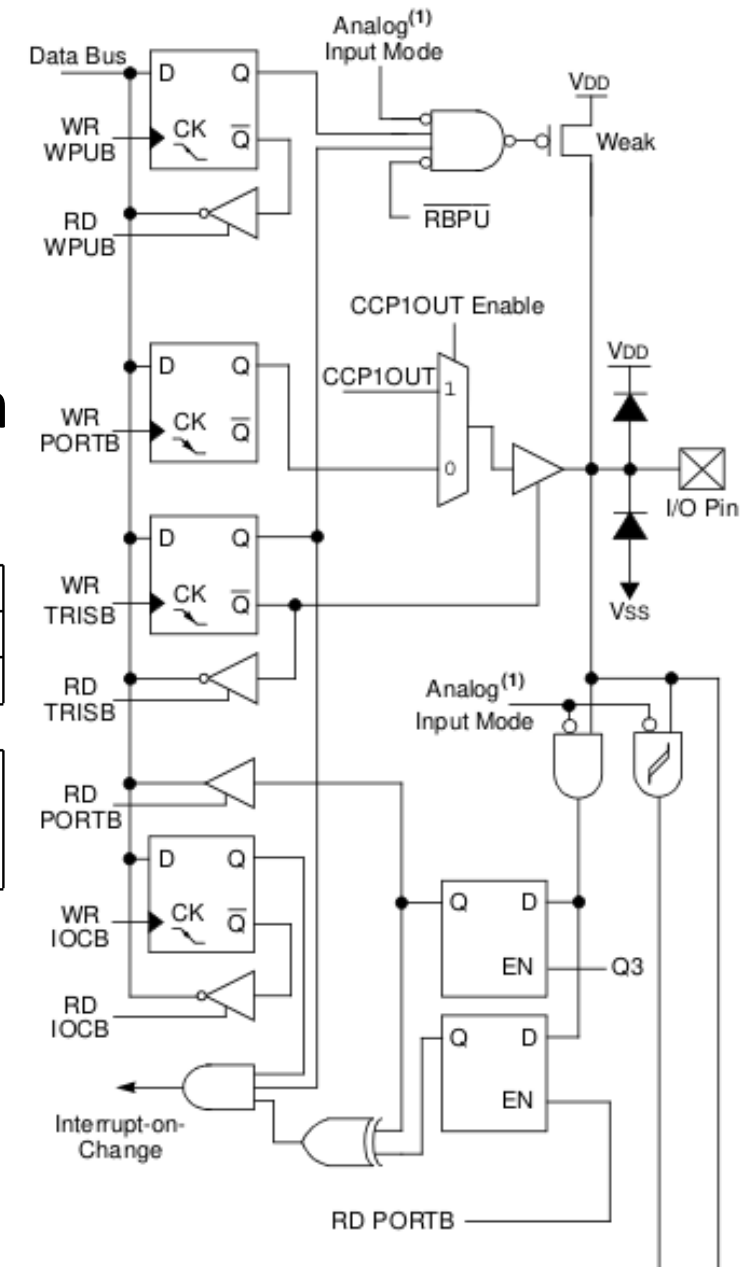 Analog(1)
Input Mode
Data Bus
D
Q
VDD
WR
WPUB
CK
Q̅
Weak
RD
WPUB
R̅B̅P̅U̅
CCP1OUT Enable
D
Q
CCP1OUT
1
VDD
WR
PORTB
CK
Q̅
0
I/O Pin
D
Q
WR
TRISB
CK
Q̅
VSS
RD
TRISB
Analog(1)
Input Mode
RD
PORTB
D
Q
Q
D
WR
IOCB
CK
Q̅
EN
Q3
RD
IOCB
Q
D
EN
Interrupt-on-
Change
RD PORTB